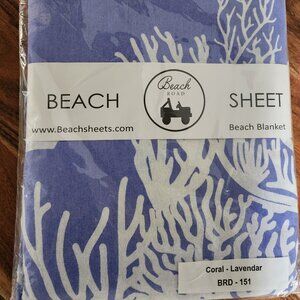 Beach
ROAD
BEACH SHEET
www.Beachsheets.com Beach Blanket
Coral - Lavendar
BRD - 151